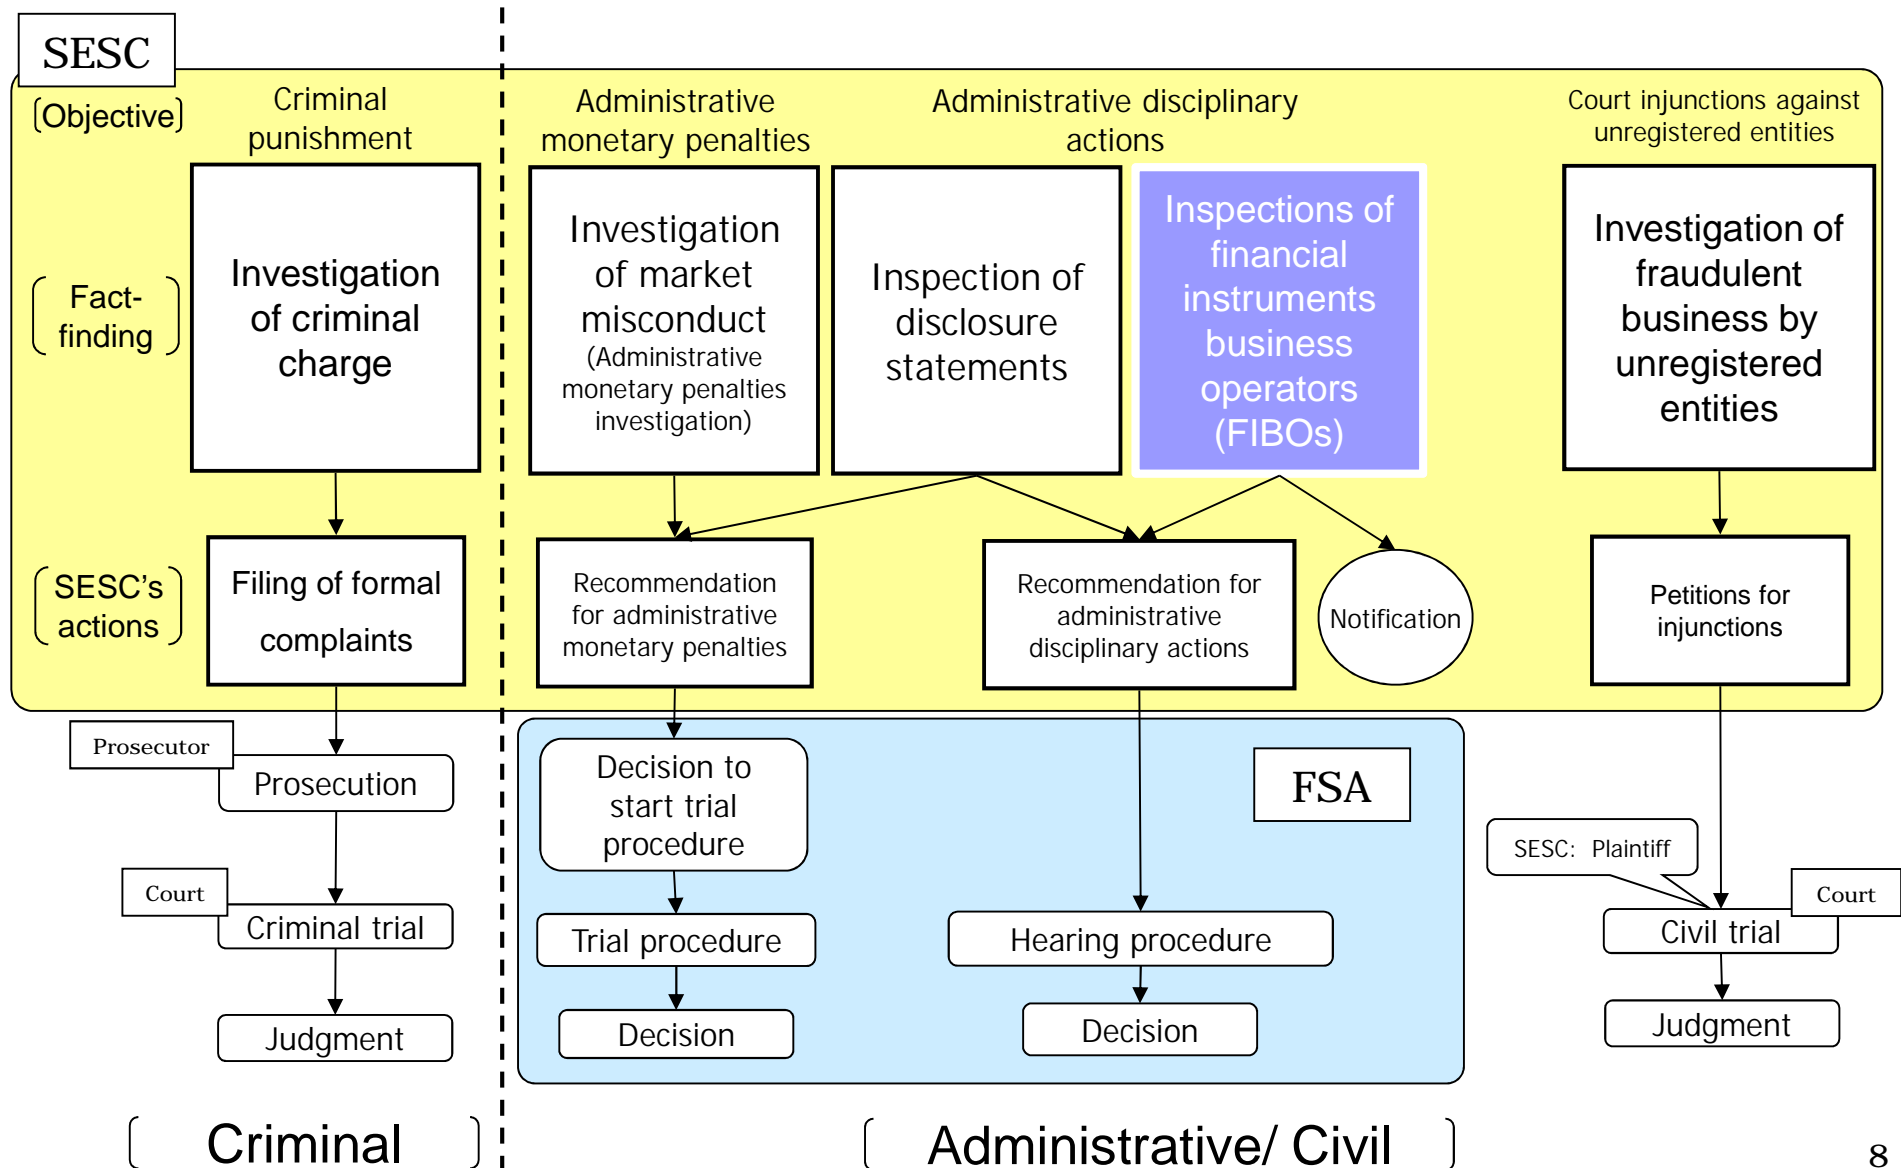 SESC
[Objective]
Criminal
punishment
Administrative
monetary penalties
Administrative disciplinary
actions
Court injunctions against
unregistered entities
Fact-
finding
Investigation
of criminal
charge
Investigation
of market
misconduct
(Administrative
monetary penalties
investigation)
Inspection of
disclosure
statements
Inspections of
financial
instruments
business
operators
(FIBOs)
Investigation of
fraudulent
business by
unregistered
entities
SESC's
actions
Filing of formal
complaints
Recommendation
for administrative
monetary penalties
Recommendation for
administrative
disciplinary actions
Notification
Petitions for
injunctions
Prosecutor
Prosecution
Decision to
start trial
procedure
FSA
SESC: Plaintiff
Court
Criminal trial
Trial procedure
Hearing procedure
Court
Civil trial
Judgment
Decision
Decision
Judgment
Criminal
Administrative/ Civil
8